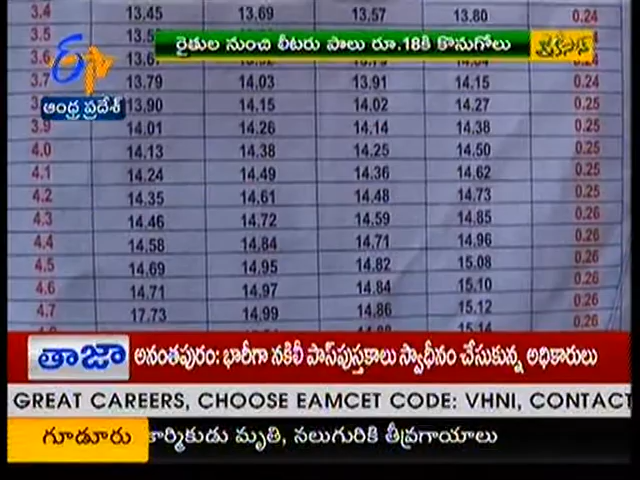 3.4 13.45 13.69 13.57 13.80 0.24
3.5
రైతుల నుంచి లీటరు పాలు రూ.18కి కొనుగోలు
ఆంధ్ర ప్రదేశ్
3.7 13.79 14.03 13.91 14.15 0.24
13.90 14.15 14.02 14.27 0.25
3.9 14.01 14.26 14.14 14.38 0.25
4.0 14.13 14.38 14.25 14.50 0.25
4.1 14.24 14.49 14.36 14.62 0.25
4.2 14.35 14.61 14.48 14.73 0.25
4.3 14.46 14.72 14.59 14.85 0.26
4.4 14.58 14.84 14.71 14.96 0.26
4.5 14.69 14.95 14.82 15.08 0.26
4.6 14.71 14.97 14.84 15.10 0.26
4.7 17.73 14.99 14.86 15.12 0.26
15.14 0.26
తాజా అనంతపురం: భారీగా నకిలీ పాస్‌పుస్తకాలు స్వాధీనం చేసుకున్న అధికారులు
GREAT CAREERS, CHOOSE EAMCET CODE: VHNI, CONTACT
గూడూరు కార్మికుడు మృతి, నలుగురికి తీవ్రగాయాలు